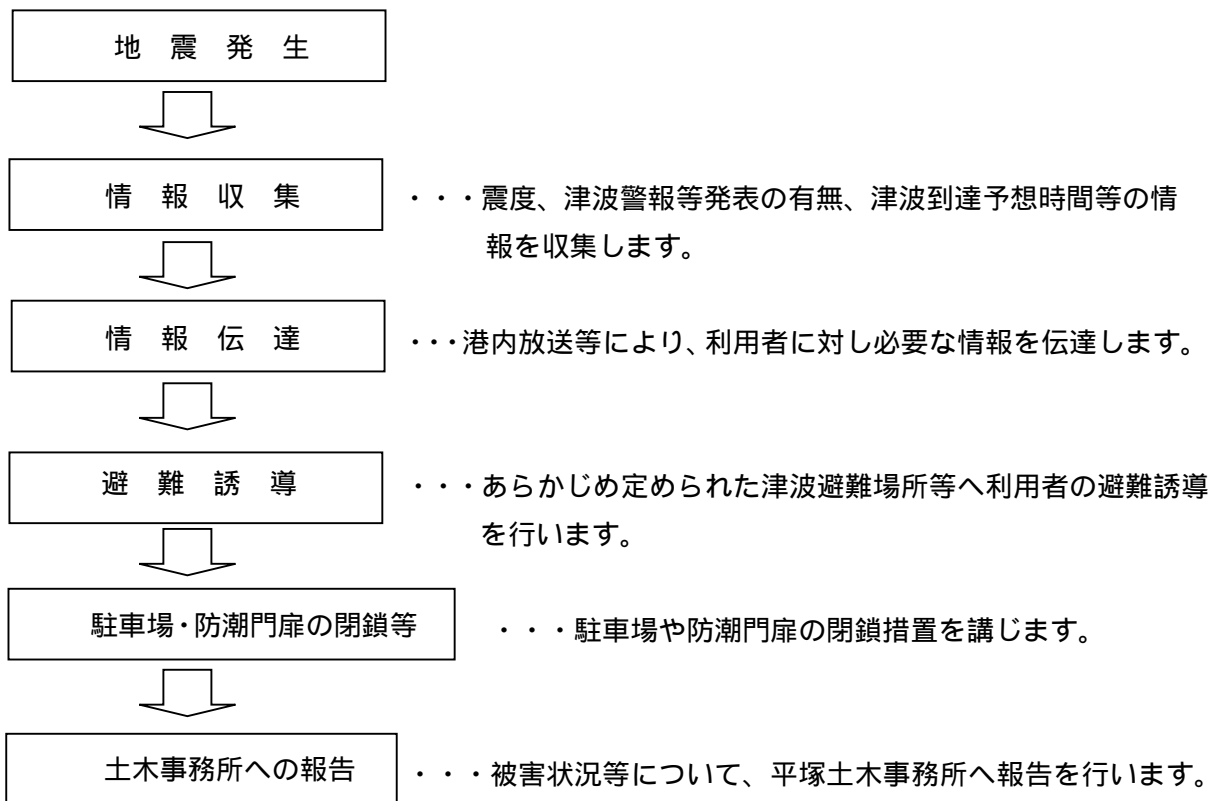 地　震　発　生
情　報　収　集　・・・震度、津波警報等発表の有無、津波到達予想時間等の情
報を収集します。
情　報　伝　達　・・・港内放送等により、利用者に対し必要な情報を伝達します。
避　難　誘　導　・・・あらかじめ定められた津波避難場所等へ利用者の避難誘導
を行います。
駐車場・防潮門扉の閉鎖等　・・・駐車場や防潮門扉の閉鎖措置を講じます。
土木事務所への報告　・・・被害状況等について、平塚土木事務所へ報告を行います。